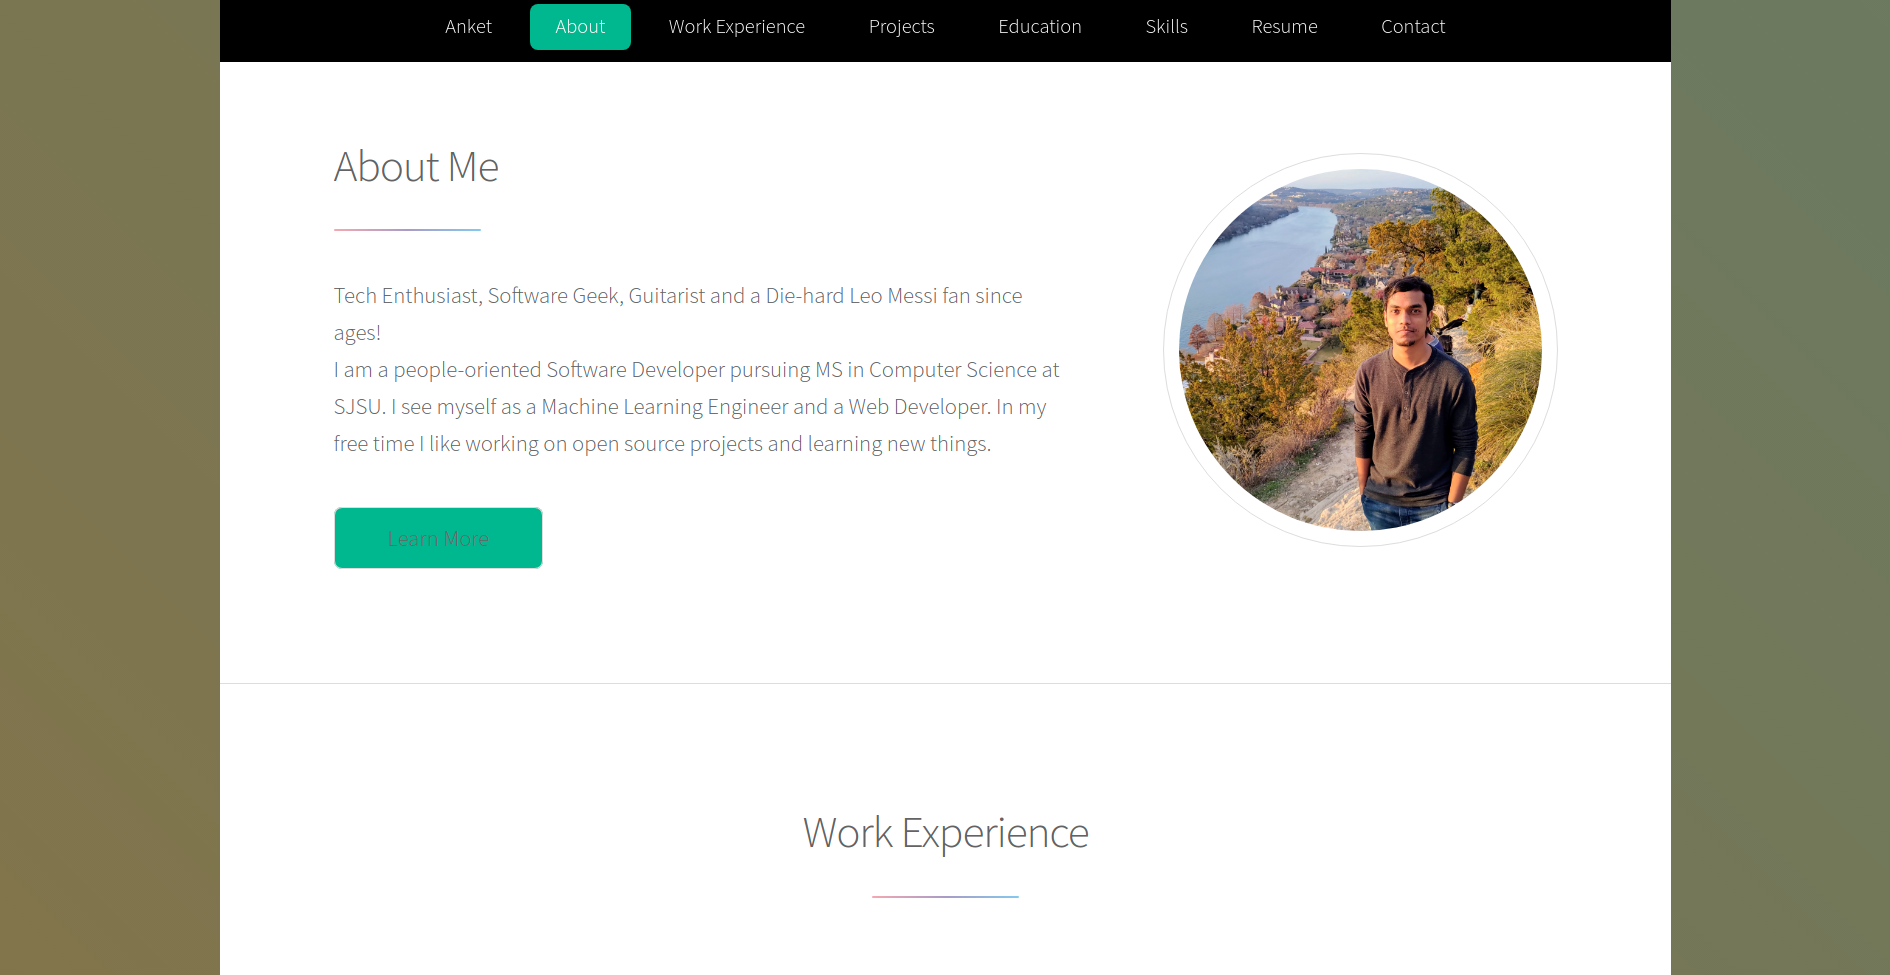 Anket About Work Experience Projects Education Skills Resume Contact
About Me
Tech Enthusiast, Software Geek, Guitarist and a Die-hard Leo Messi fan since
ages!
I am a people-oriented Software Developer pursuing MS in Computer Science at
SJSU. I see myself as a Machine Learning Engineer and a Web Developer. In my
free time I like working on open source projects and learning new things.
Learn More
Work Experience